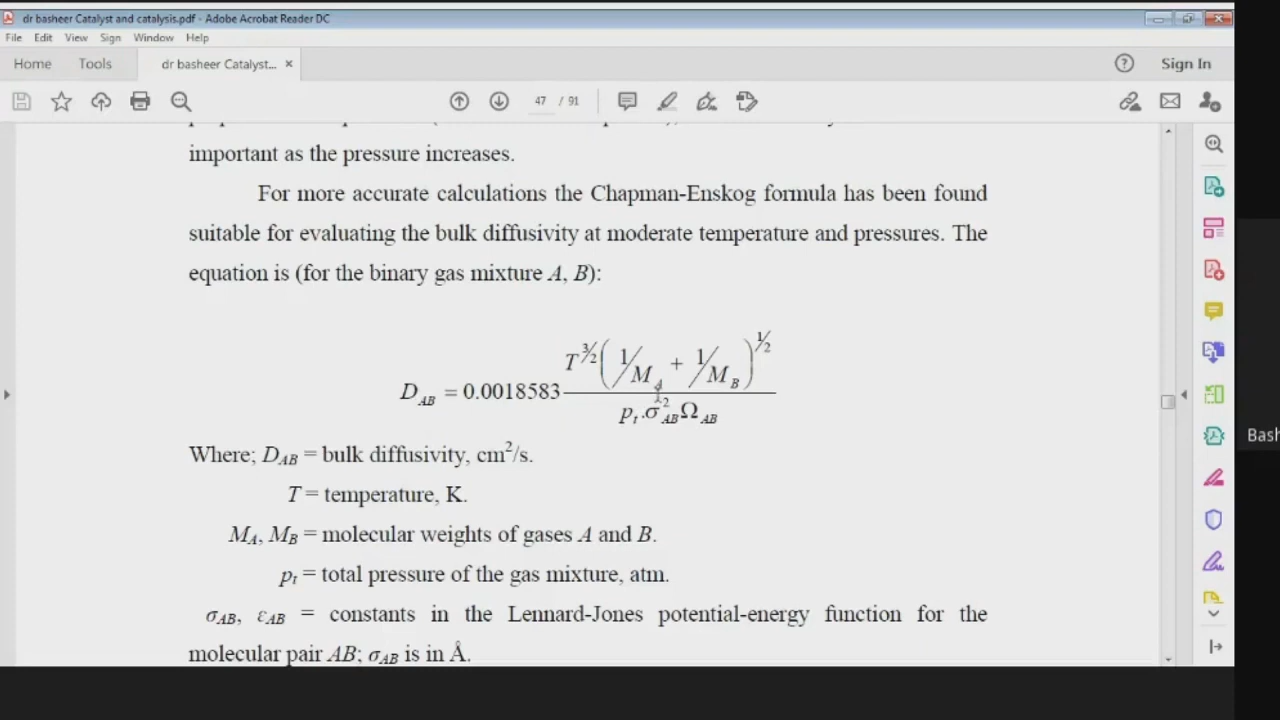 dr basheer Catalyst and catalysis.pdf - Adobe Acrobat Reader DC
File Edit View Sign Window Help
Home Tools dr basheer Catalyst... × Sign In
47 / 91
important as the pressure increases.
For more accurate calculations the Chapman-Enskog formula has been found
suitable for evaluating the bulk diffusivity at moderate temperature and pressures. The
equation is (for the binary gas mixture A, B):
D_AB = 0.0018583 T^3/2 (1/M_A + 1/M_B)^1/2 / p_t.σ²_AB Ω_AB
Where; D_AB = bulk diffusivity, cm²/s.
T = temperature, K.
M_A, M_B = molecular weights of gases A and B.
p_t = total pressure of the gas mixture, atm.
σ_AB, ε_AB = constants in the Lennard-Jones potential-energy function for the
molecular pair AB; σ_AB is in Å.
Bash